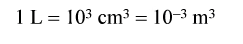 1 L = 10³ cm³ = 10⁻³ m³